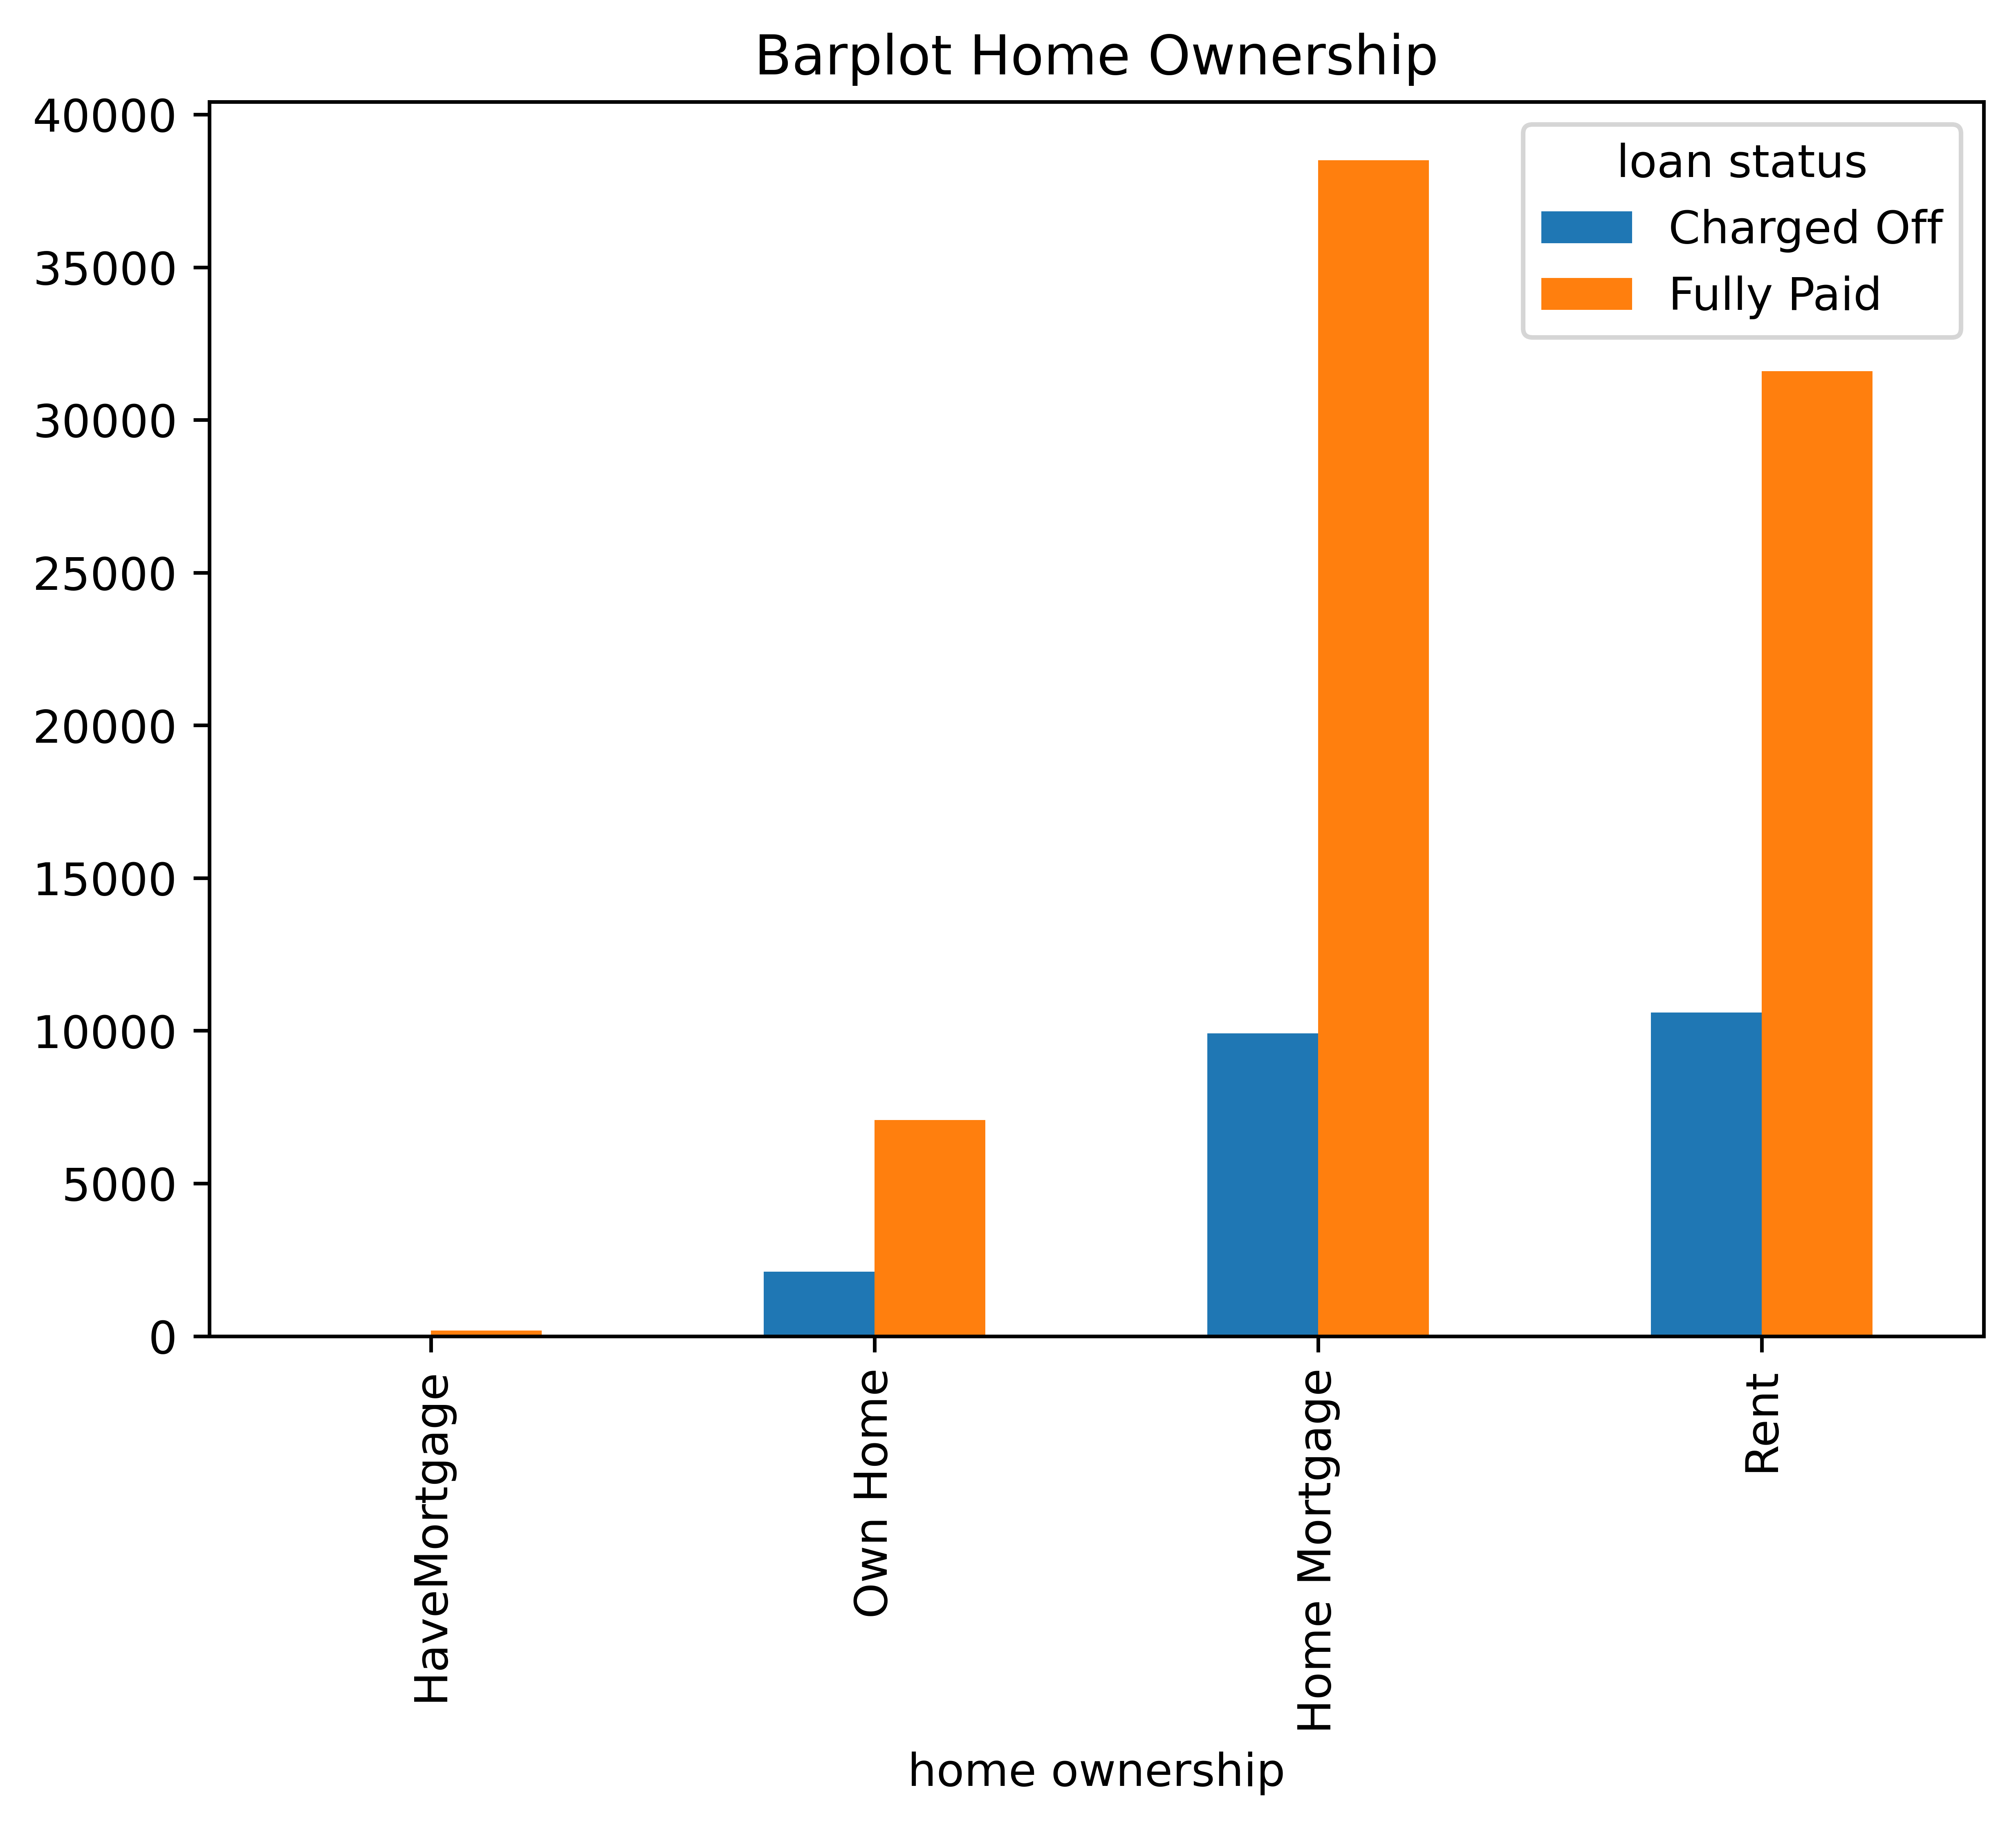 Barplot Home Ownership
40000
35000
30000
25000
20000
15000
10000
5000
0
loan status
Charged Off
Fully Paid
HaveMortgage
Own Home
Home Mortgage
Rent
home ownership